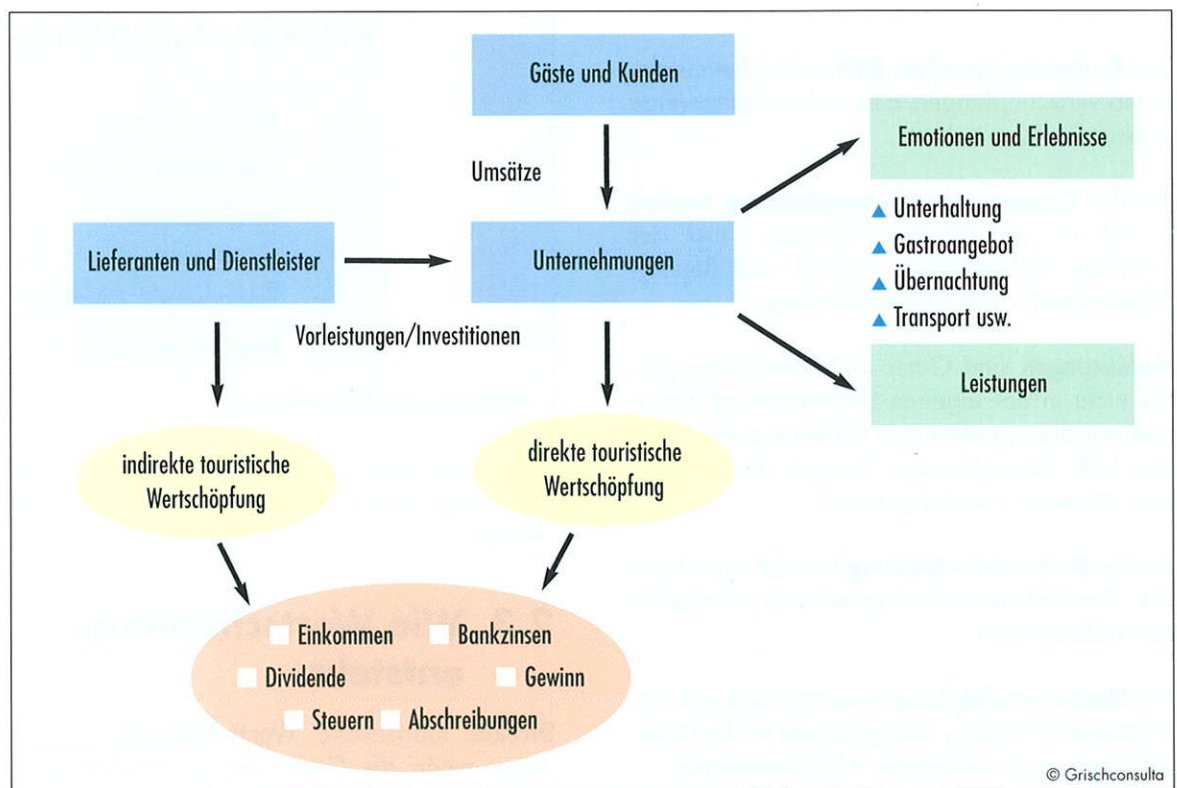 Gäste und Kunden
Emotionen und Erlebnisse
Umsätze
Unterhaltung
Gastroangebot
Übernachtung
Transport usw.
Lieferanten und Dienstleister
Unternehmungen
Vorleistungen/Investitionen
Leistungen
indirekte touristische
Wertschöpfung
direkte touristische
Wertschöpfung
Einkommen
Bankzinsen
Dividende
Gewinn
Steuern
Abschreibungen
© Grischconsulta